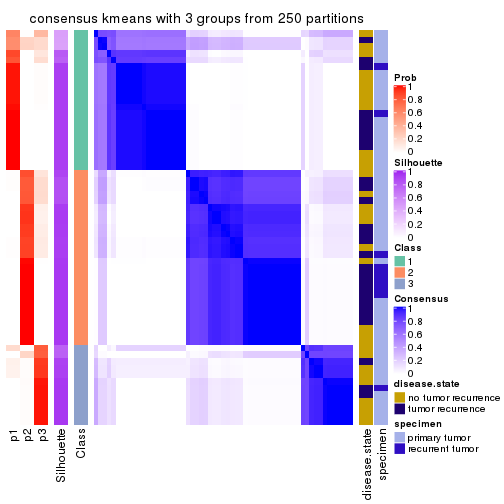 consensus kmeans with 3 groups from 250 partitions
Prob
1
0.8
0.6
0.4
0.2
0
Silhouette
1
0.8
0.6
0.4
0.2
0
Class
1
2
3
Consensus
1
0.8
0.6
0.4
0.2
0
disease.state
no tumor recurrence
tumor recurrence
specimen
primary tumor
recurrent tumor
p1
p2
p3
Silhouette
Class
disease.state
specimen